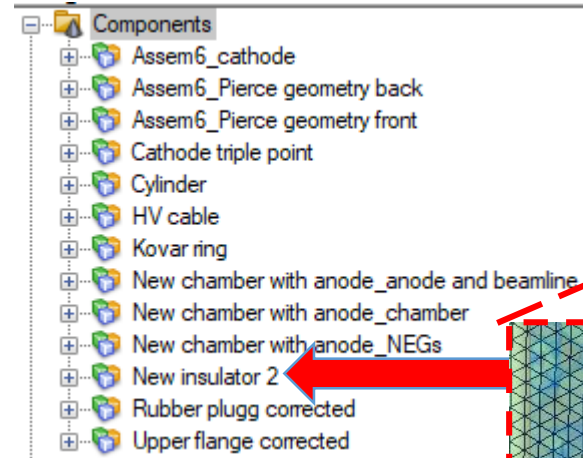 Components
Assem6_cathode
Assem6_Pierce geometry back
Assem6_Pierce geometry front
Cathode triple point
Cylinder
HV cable
Kovar ring
New chamber with anode_anode and beamline
New chamber with anode_chamber
New chamber with anode_NEGs
New insulator 2
Rubber plugg corrected
Upper flange corrected